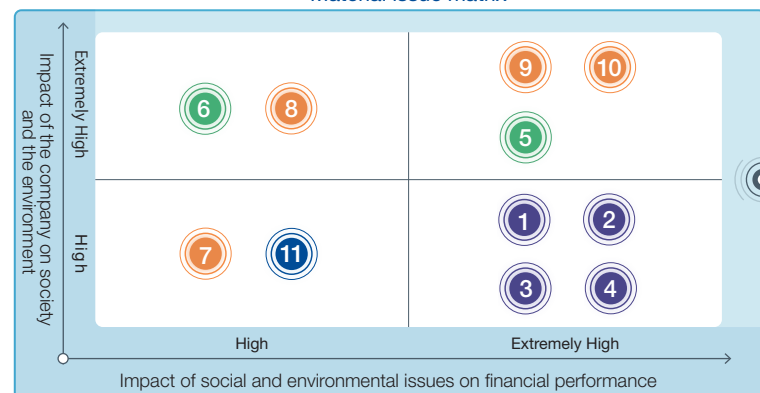 Impact of the company on society
and the environment
Extremely High
High
6
8
9
10
5
7
11
1
2
3
4
High
Extremely High
Impact of social and environmental issues on financial performance